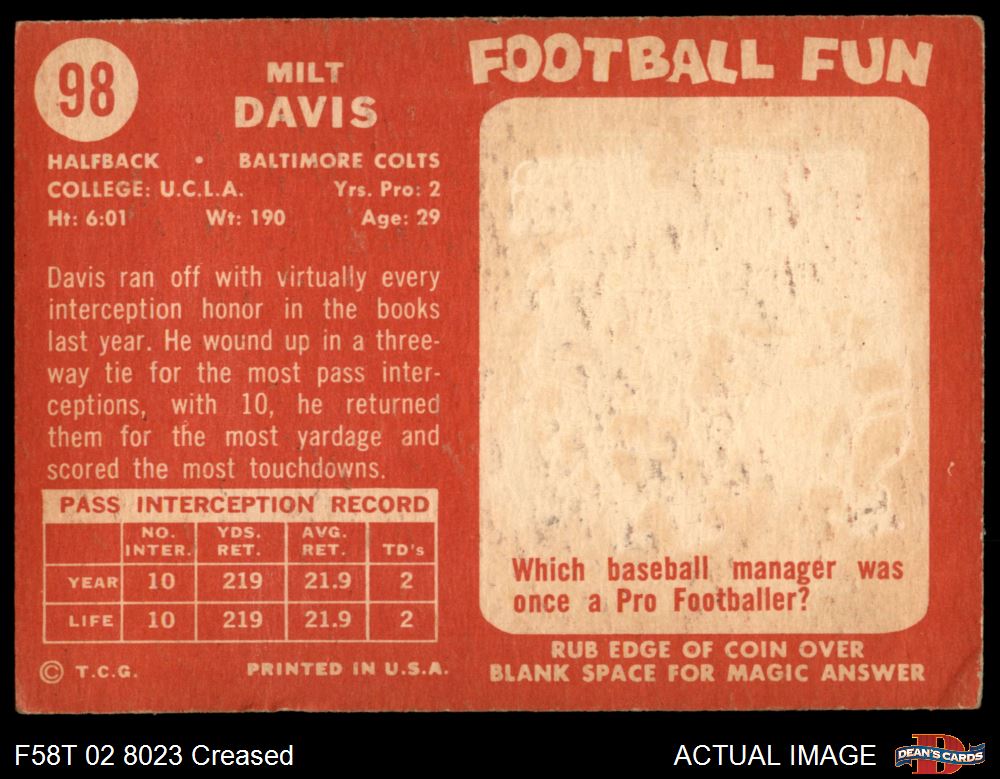 98
MILT
DAVIS
HALFBACK • BALTIMORE COLTS
COLLEGE: U.C.L.A. Yrs. Pro: 2
Ht: 6:01 Wt: 190 Age: 29
Davis ran off with virtually every
interception honor in the books
last year. He wound up in a three-
way tie for the most pass inter-
ceptions, with 10, he returned
them for the most yardage and
scored the most touchdowns.
PASS INTERCEPTION RECORD
NO. INTER. YDS. RET. AVG. RET. TD's
YEAR 10 219 21.9 2
LIFE 10 219 21.9 2
© T.C.G. PRINTED IN U.S.A.
FOOTBALL FUN
Which baseball manager was
once a Pro Footballer?
RUB EDGE OF COIN OVER
BLANK SPACE FOR MAGIC ANSWER
F58T 02 8023 Creased
ACTUAL IMAGE
D
DEAN'S CARDS